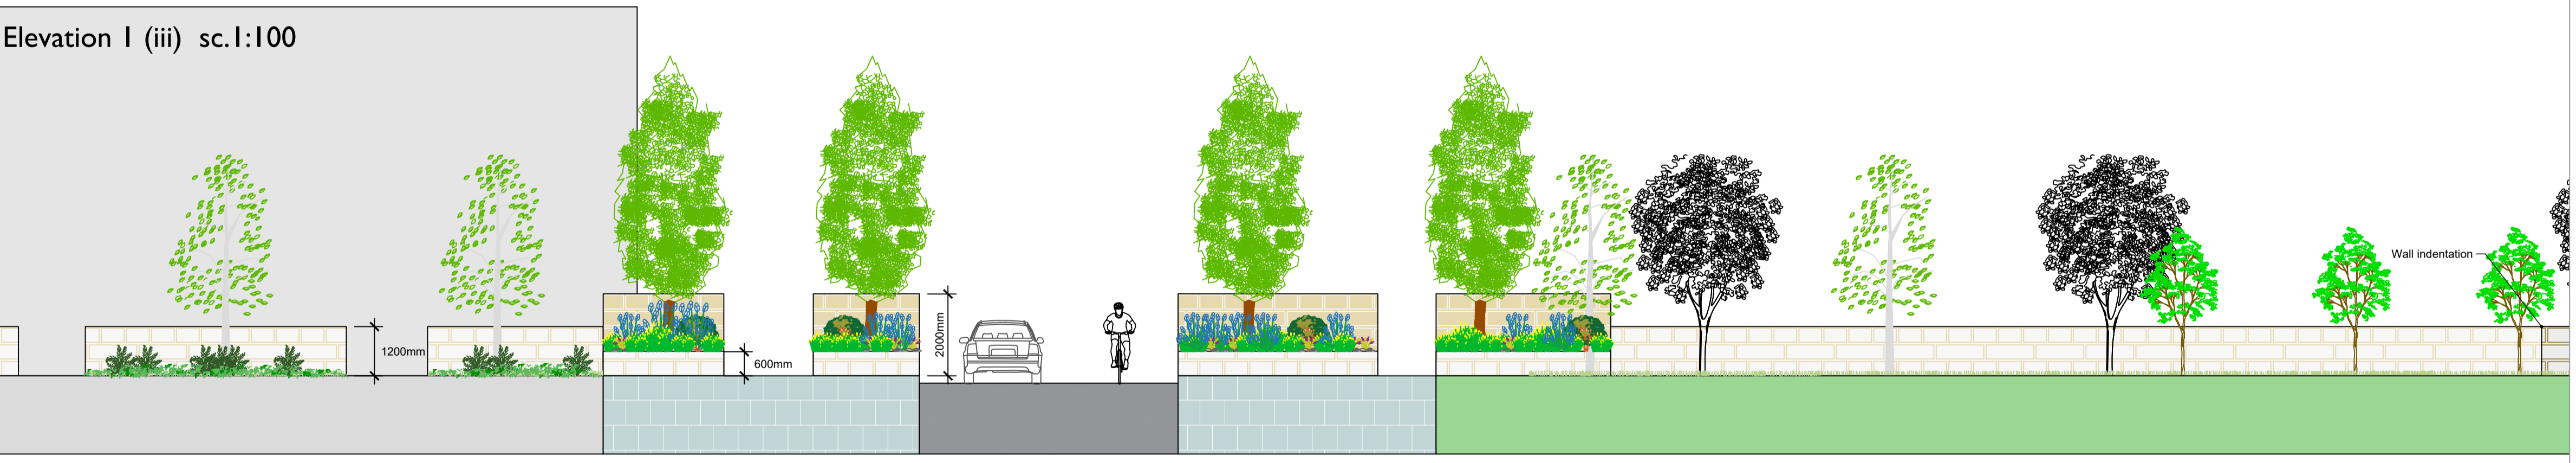 Elevation 1 (iii) sc.1:100
Wall indentation
1200mm
600mm
2000mm